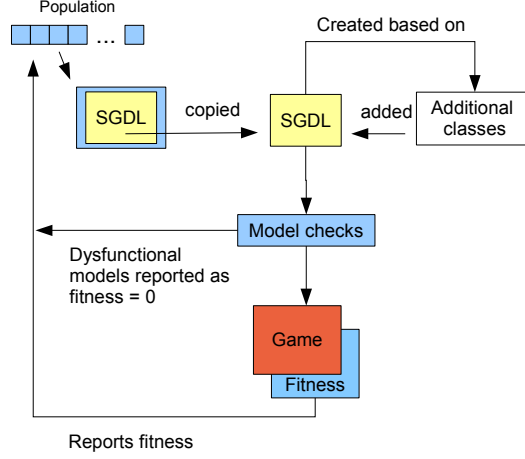 Population
...
Created based on
SGDL
copied
SGDL
added
Additional
classes
Model checks
Dysfunctional
models reported as
fitness = 0
Game
Fitness
Reports fitness